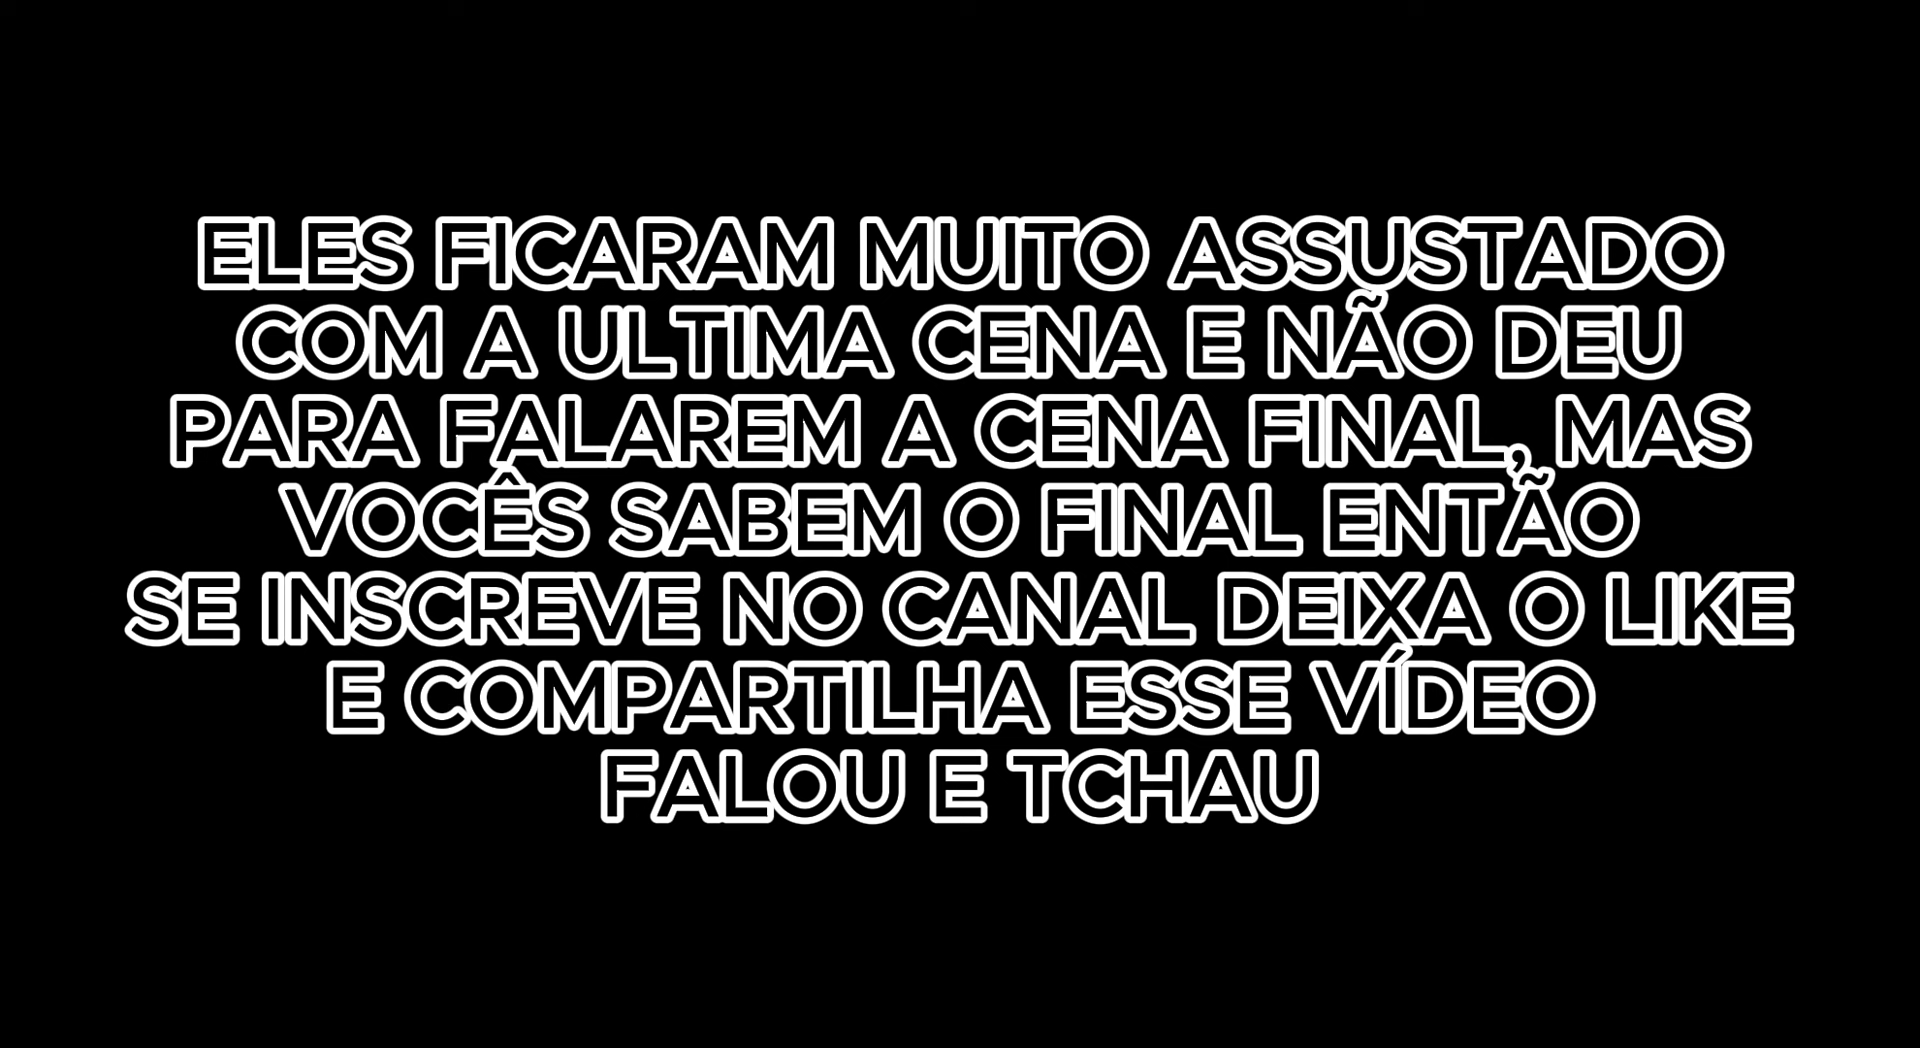 ELES FICARAM MUITO ASSUSTADO
COM A ULTIMA CENA E NÃO DEU
PARA FALAREM A CENA FINAL, MAS
VOCÊS SABEM O FINAL ENTÃO
SE INSCREVE NO CANAL DEIXA O LIKE
E COMPARTILHA ESSE VÍDEO
FALOU E TCHAU